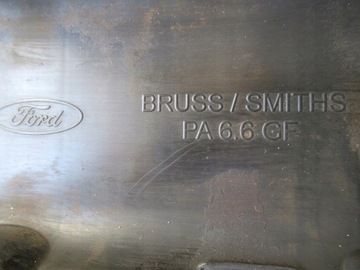 Ford
BRUSS / SMITHS
PA 6.6 GF